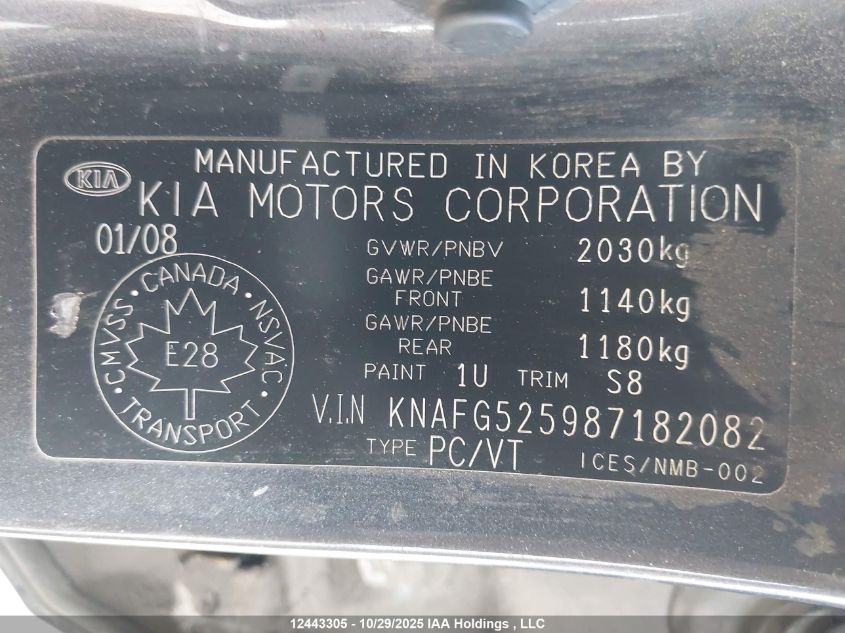 KIA
MANUFACTURED IN KOREA BY
KIA MOTORS CORPORATION
01/08
GVWR/PNBV 2030kg
GAWR/PNBE
FRONT 1140kg
GAWR/PNBE
REAR 1180kg
PAINT 1U TRIM S8
V.I.N KNAFG525987182082
TYPE PC/VT ICES/NMB-002
CANADA · NSVAC · TRANSPORT · CMVSS ·
E28
12443305 - 10/29/2025 IAA Holdings , LLC